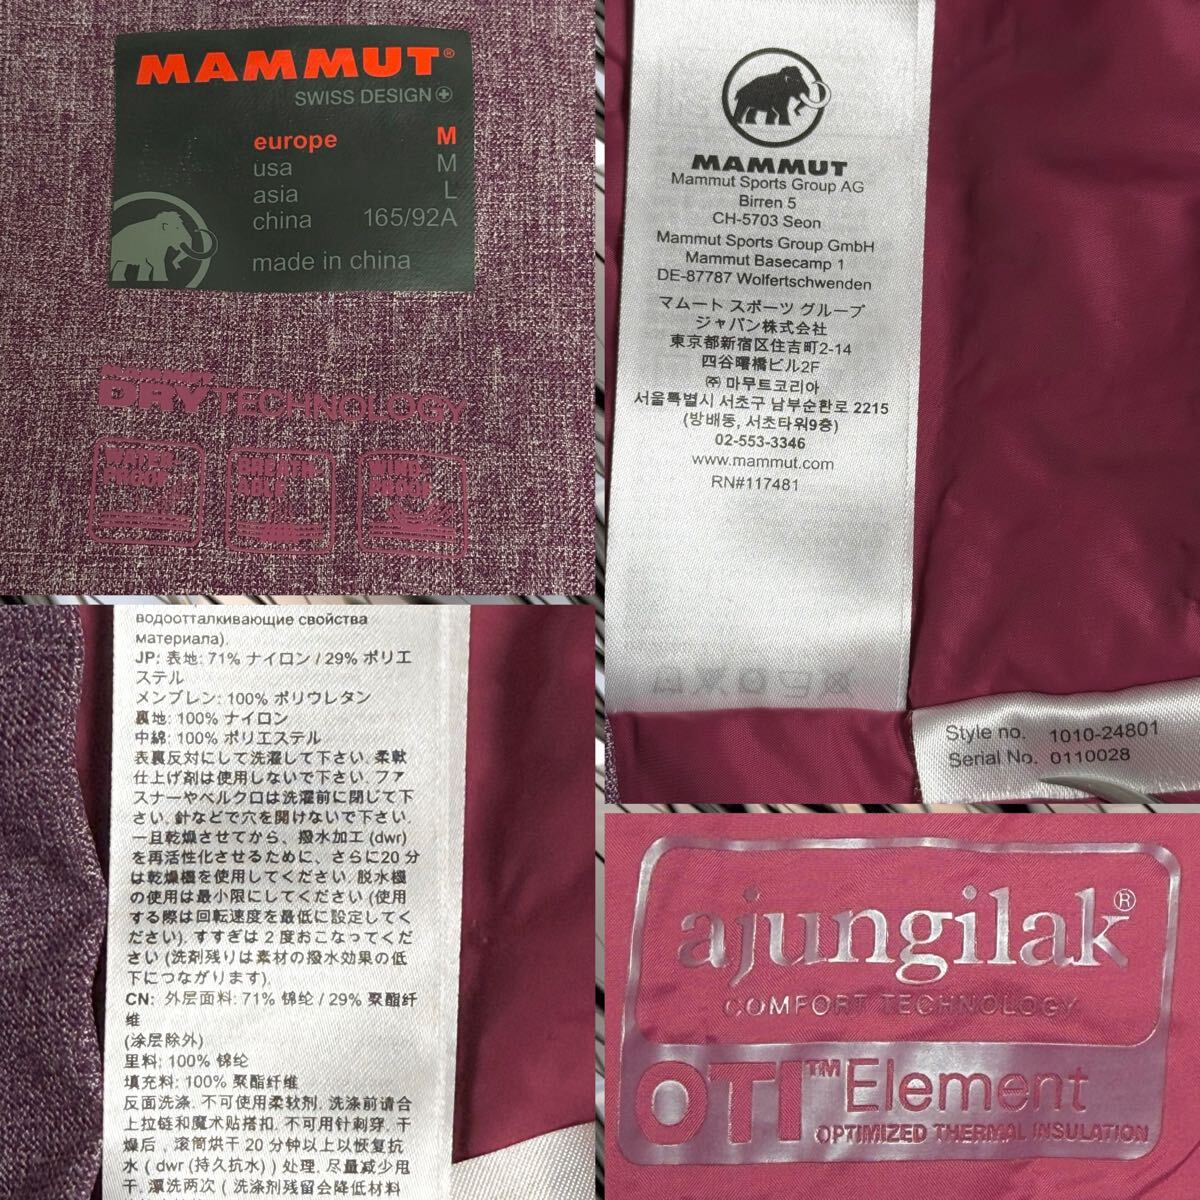 MAMMUT®
SWISS DESIGN
europe M
usa M
asia L
china 165/92A
made in china
DRY TECHNOLOGY
WATER-
PROOF
BREATH-
ABLE
WIND-
PROOF
MAMMUT
Mammut Sports Group AG
Birren 5
CH-5703 Seon
Mammut Sports Group GmbH
Mammut Basecamp 1
DE-87787 Wolfertschwenden
マムート スポーツ グループ
ジャパン株式会社
東京都新宿区住吉町2-14
四谷曙橋ビル2F
㈜ 마무트코리아
서울특별시 서초구 남부순환로 2215
(방배동, 서초타워9층)
02-553-3346
www.mammut.com
RN#117481
Style no. 1010-24801
Serial No. 0110028
водоотталкивающие свойства
материала).
JP: 表地: 71% ナイロン / 29% ポリエ
ステル
メンブレン: 100% ポリウレタン
裏地: 100% ナイロン
中綿: 100% ポリエステル
表裏反対にして洗濯して下さい. 柔軟
仕上げ剤は使用しないで下さい. ファ
スナーやベルクロは洗濯前に閉じて下
さい. 針などで穴を開けないで下さい.
一旦乾燥させてから、撥水加工 (dwr)
を再活性化させるために、さらに20 分
は乾燥機を使用してください. 脱水機
の使用は最小限にしてください (使用
する際は回転速度を最低に設定してく
ださい). すすぎは 2 度おこなってくだ
さい (洗剤残りは素材の撥水効果の低
下につながります).
CN: 外层面料: 71% 锦纶 / 29% 聚酯纤
维
(涂层除外)
里料: 100% 锦纶
填充料: 100% 聚酯纤维
反面洗涤. 不可使用柔软剂. 洗涤前请合
上拉链和魔术贴搭扣. 不可用针刺穿. 干
燥后，滚筒烘干 20 分钟以上以恢复抗
水 ( dwr (持久抗水) ) 处理. 尽量减少甩
干. 漂洗两次 ( 洗涤剂残留会降低材料
ajungilak®
COMFORT TECHNOLOGY
OTI™ Element
OPTIMIZED THERMAL INSULATION